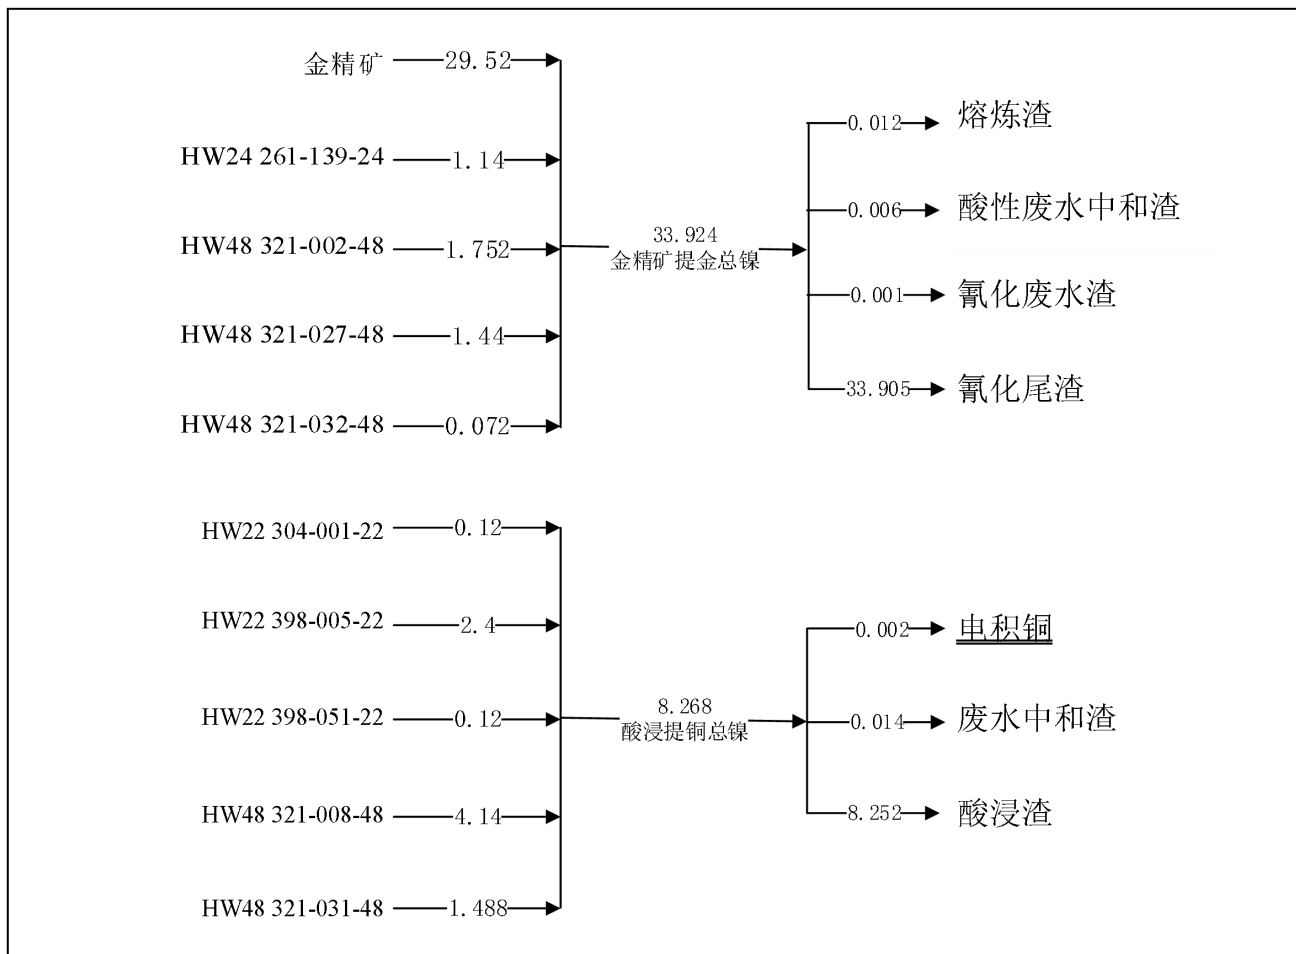 金精矿 29.52
HW24 261-139-24 1.14
HW48 321-002-48 1.752
HW48 321-027-48 1.44
HW48 321-032-48 0.072
33.924
金精矿提金总镍
0.012 熔炼渣
0.006 酸性废水中和渣
0.001 氰化废水渣
33.905 氰化尾渣
HW22 304-001-22 0.12
HW22 398-005-22 2.4
HW22 398-051-22 0.12
HW48 321-008-48 4.14
HW48 321-031-48 1.488
8.268
酸浸提铜总镍
0.002 电积铜
0.014 废水中和渣
8.252 酸浸渣